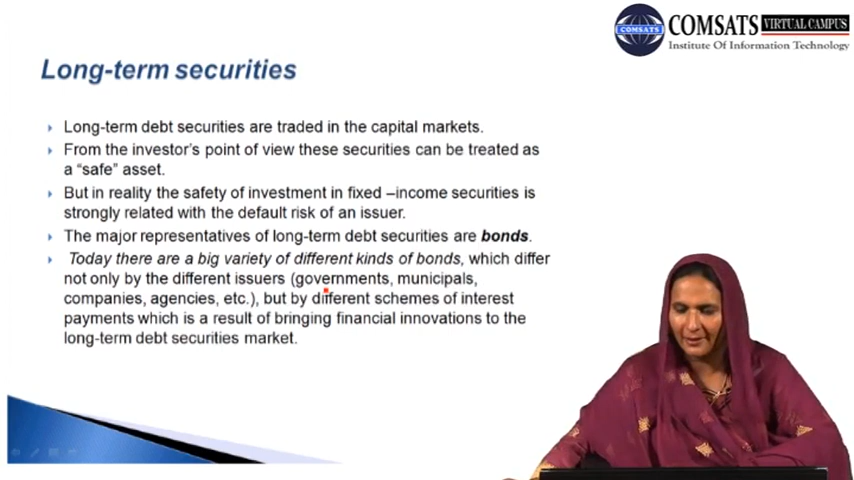 COMSATS VIRTUAL CAMPUS
COMSATS
Institute Of Information Technology
Long-term securities
Long-term debt securities are traded in the capital markets.
From the investor's point of view these securities can be treated as
a “safe” asset.
But in reality the safety of investment in fixed –income securities is
strongly related with the default risk of an issuer.
The major representatives of long-term debt securities are bonds.
Today there are a big variety of different kinds of bonds, which differ
not only by the different issuers (governments, municipals,
companies, agencies, etc.), but by different schemes of interest
payments which is a result of bringing financial innovations to the
long-term debt securities market.